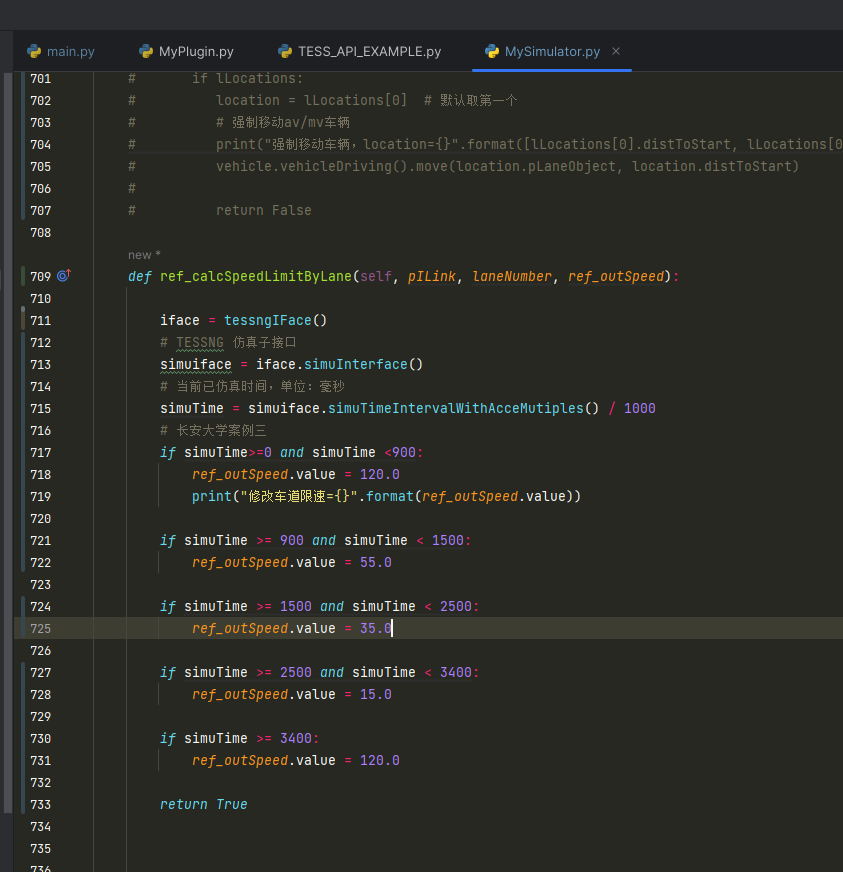 main.py MyPlugin.py TESS_API_EXAMPLE.py MySimulator.py ×
701 # if lLocations:
702 # location = lLocations[0] # 默认取第一个
703 # # 强制移动av/mv车辆
704 # print("强制移动车辆，location={}".format([lLocations[0].distToStart, lLocations[0
705 # vehicle.vehicleDriving().move(location.pLaneObject, location.distToStart)
706 #
707 # return False
708
new *
709 def ref_calcSpeedLimitByLane(self, pILink, laneNumber, ref_outSpeed):
710
711 iface = tessngIFace()
712 # TESSNG 仿真子接口
713 simuiface = iface.simuInterface()
714 # 当前已仿真时间，单位：毫秒
715 simuTime = simuiface.simuTimeIntervalWithAcceMutiples() / 1000
716 # 长安大学案例三
717 if simuTime>=0 and simuTime <900:
718 ref_outSpeed.value = 120.0
719 print("修改车道限速={}".format(ref_outSpeed.value))
720
721 if simuTime >= 900 and simuTime < 1500:
722 ref_outSpeed.value = 55.0
723
724 if simuTime >= 1500 and simuTime < 2500:
725 ref_outSpeed.value = 35.0
726
727 if simuTime >= 2500 and simuTime < 3400:
728 ref_outSpeed.value = 15.0
729
730 if simuTime >= 3400:
731 ref_outSpeed.value = 120.0
732
733 return True
734
735
736